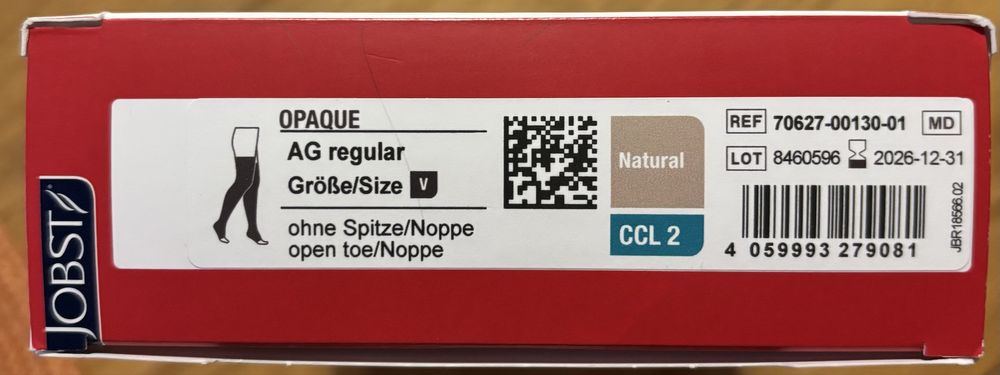 JOBST
OPAQUE
AG regular
Größe/Size V
ohne Spitze/Noppe
open toe/Noppe
Natural
CCL 2
REF 70627-00130-01 MD
LOT 8460596 2026-12-31
4 059993 279081
JBR18566.02